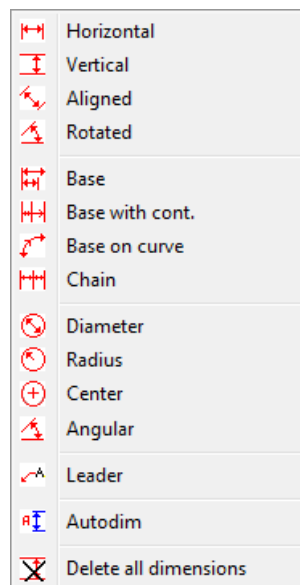 Horizontal
Vertical
Aligned
Rotated
Base
Base with cont.
Base on curve
Chain
Diameter
Radius
Center
Angular
A
Leader
A
Autodim
Delete all dimensions